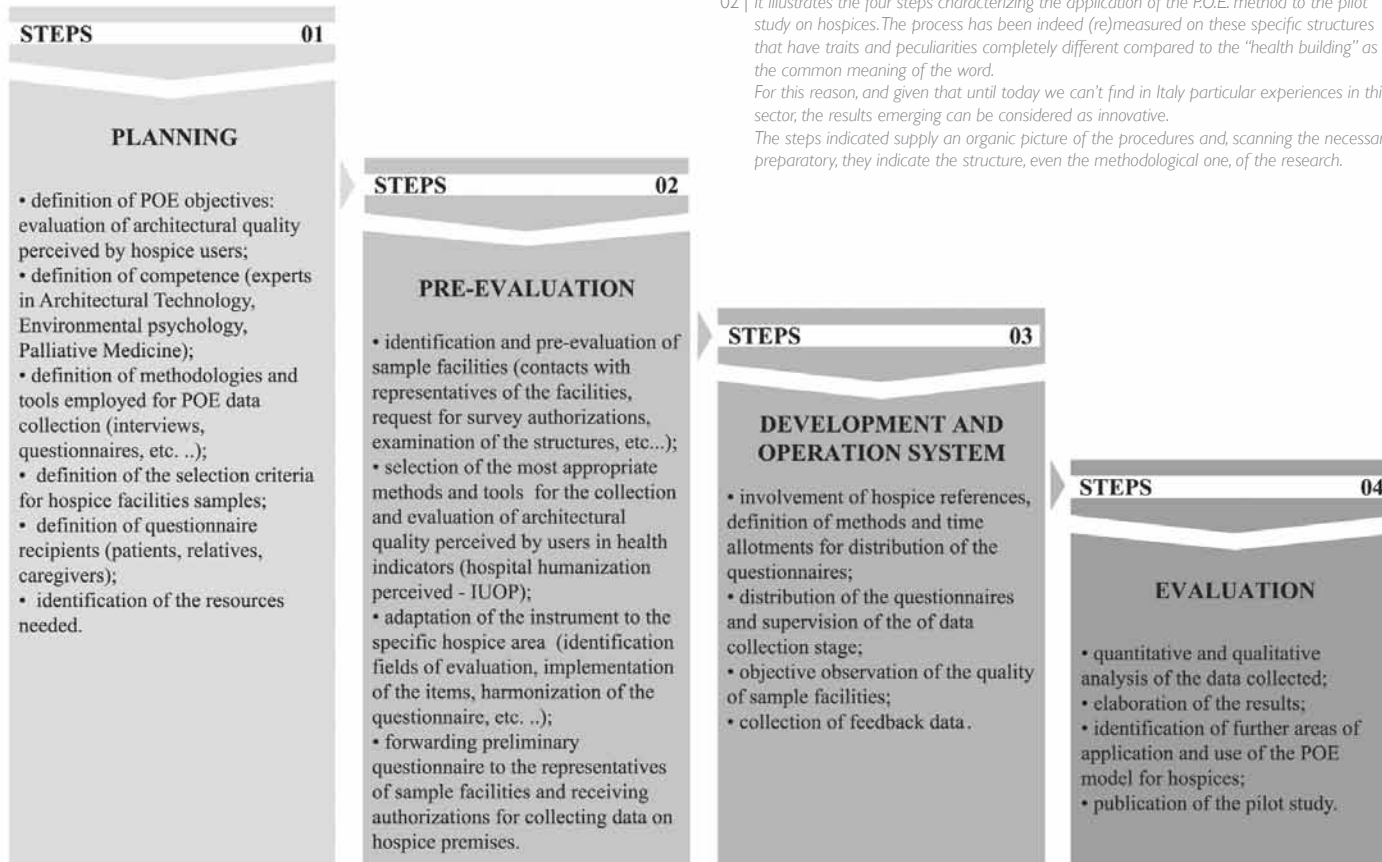 02 | It illustrates the four steps characterizing the application of the P.O.E. method to the pilot
study on hospices. The process has been indeed (re)measured on these specific structures
that have traits and peculiarities completely different compared to the “health building” as
the common meaning of the word.
For this reason, and given that until today we can’t find in Italy particular experiences in thi
sector, the results emerging can be considered as innovative.
The steps indicated supply an organic picture of the procedures and, scanning the necessar
preparatory, they indicate the structure, even the methodological one, of the research.
STEPS 01
PLANNING
• definition of POE objectives:
evaluation of architectural quality
perceived by hospice users;
• definition of competence (experts
in Architectural Technology,
Environmental psychology,
Palliative Medicine);
• definition of methodologies and
tools employed for POE data
collection (interviews,
questionnaires, etc. ..);
• definition of the selection criteria
for hospice facilities samples;
• definition of questionnaire
recipients (patients, relatives,
caregivers);
• identification of the resources
needed.
STEPS 02
PRE-EVALUATION
• identification and pre-evaluation of
sample facilities (contacts with
representatives of the facilities,
request for survey authorizations,
examination of the structures, etc...);
• selection of the most appropriate
methods and tools for the collection
and evaluation of architectural
quality perceived by users in health
indicators (hospital humanization
perceived - IUOP);
• adaptation of the instrument to the
specific hospice area (identification
fields of evaluation, implementation
of the items, harmonization of the
questionnaire, etc. ..);
• forwarding preliminary
questionnaire to the representatives
of sample facilities and receiving
authorizations for collecting data on
hospice premises.
STEPS 03
DEVELOPMENT AND
OPERATION SYSTEM
• involvement of hospice references,
definition of methods and time
allotments for distribution of the
questionnaires;
• distribution of the questionnaires
and supervision of the of data
collection stage;
• objective observation of the quality
of sample facilities;
• collection of feedback data.
STEPS 04
EVALUATION
• quantitative and qualitative
analysis of the data collected;
• elaboration of the results;
• identification of further areas of
application and use of the POE
model for hospices;
• publication of the pilot study.